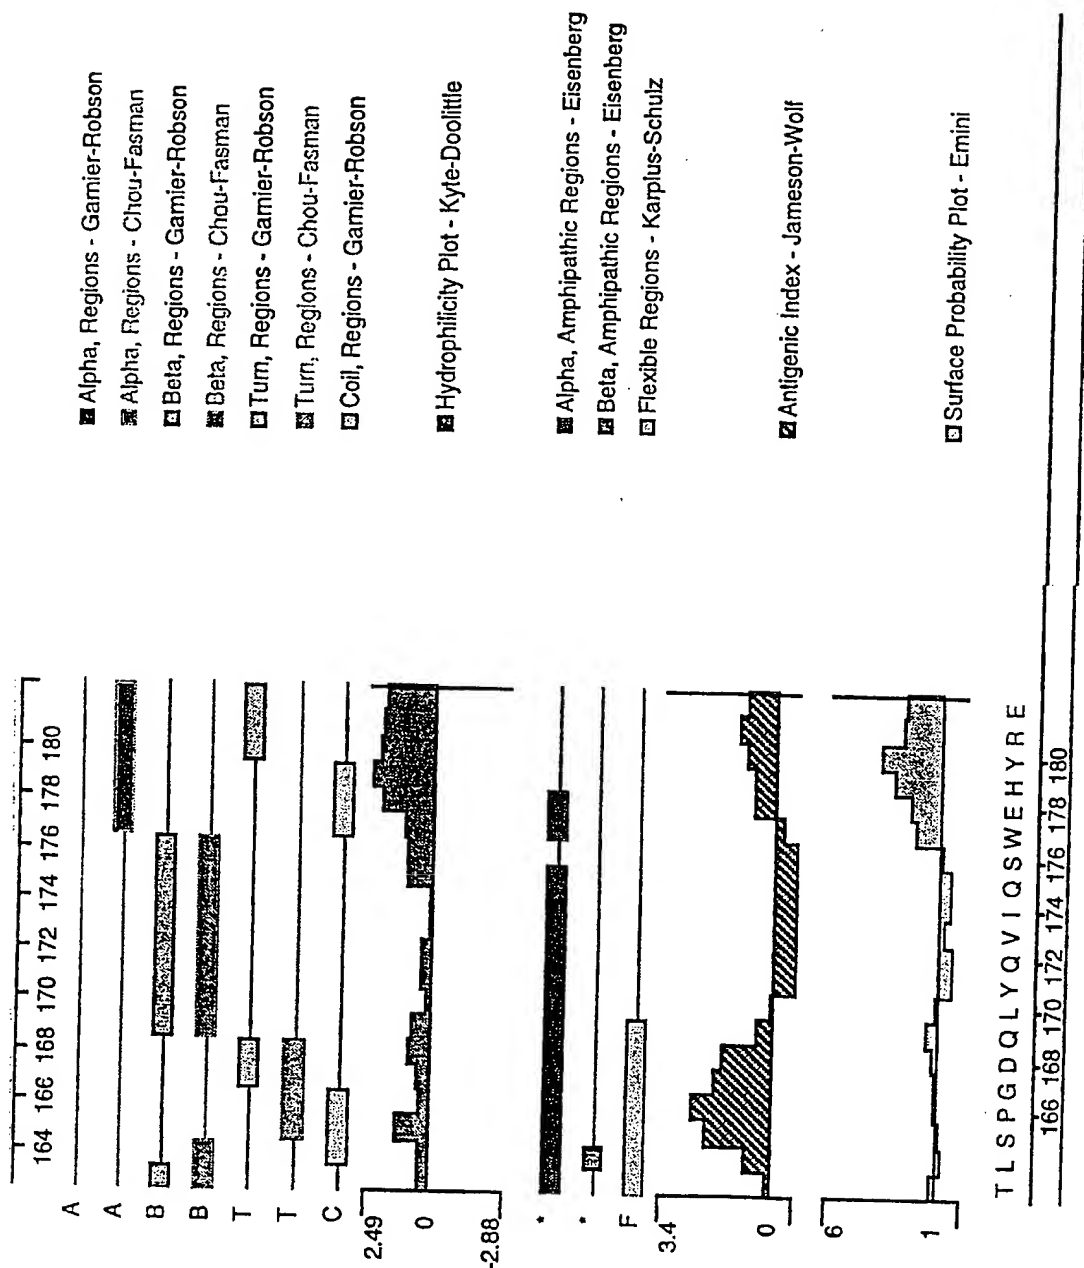 164 166 168 170 172 174 176 178 180
A
Alpha, Regions - Garnier-Robson
A
Alpha, Regions - Chou-Fasman
B
Beta, Regions - Garnier-Robson
B
Beta, Regions - Chou-Fasman
T
Turn, Regions - Garnier-Robson
T
Turn, Regions - Chou-Fasman
C
Coil, Regions - Garnier-Robson
2.49
0
-2.88
Hydrophilicity Plot - Kyte-Doolittle
*
Alpha, Amphipathic Regions - Eisenberg
*
Beta, Amphipathic Regions - Eisenberg
F
Flexible Regions - Karplus-Schulz
3.4
0
Antigenic Index - Jameson-Wolf
6
1
Surface Probability Plot - Emini
T L S P G D Q L Y Q V I Q S W E H Y R E
166 168 170 172 174 176 178 180